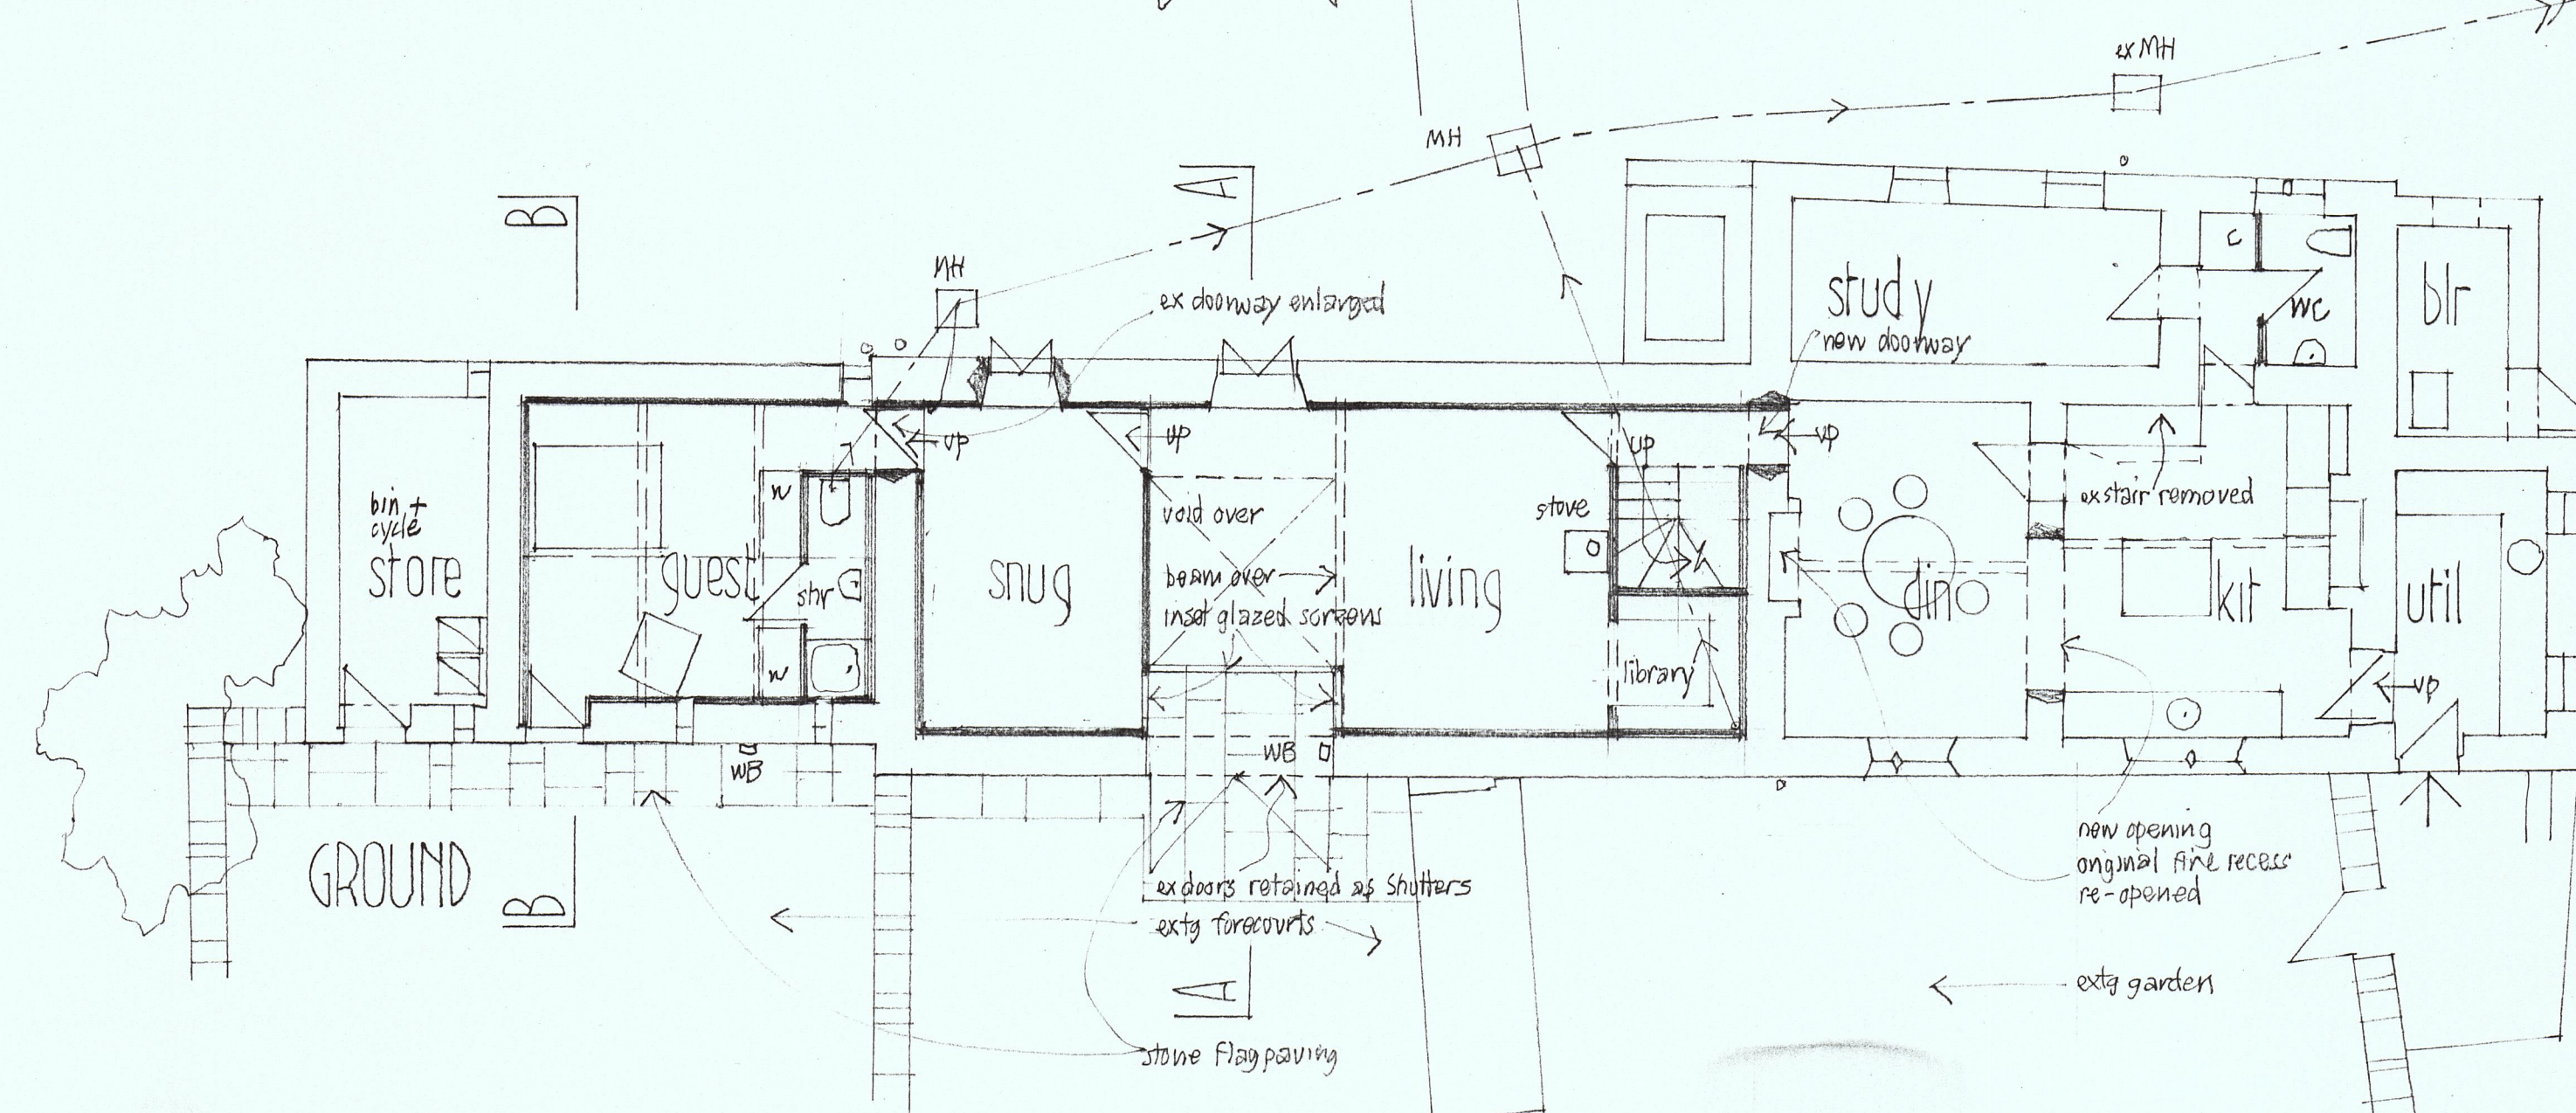 ex MH
MH
A
B
MH
ex doorway enlarged
study
new doorway
c
wc
blr
up
up
up
up
bin +
cycle
store
guest
w
shr
w
snug
void over
beam over
inset glazed screens
living
stove
library
din
ex stair removed
kit
util
up
WB
WB
GROUND
B
ex doors retained as shutters
extg forecourts
A
stone flag paving
new opening
original fire recess
re-opened
extg garden